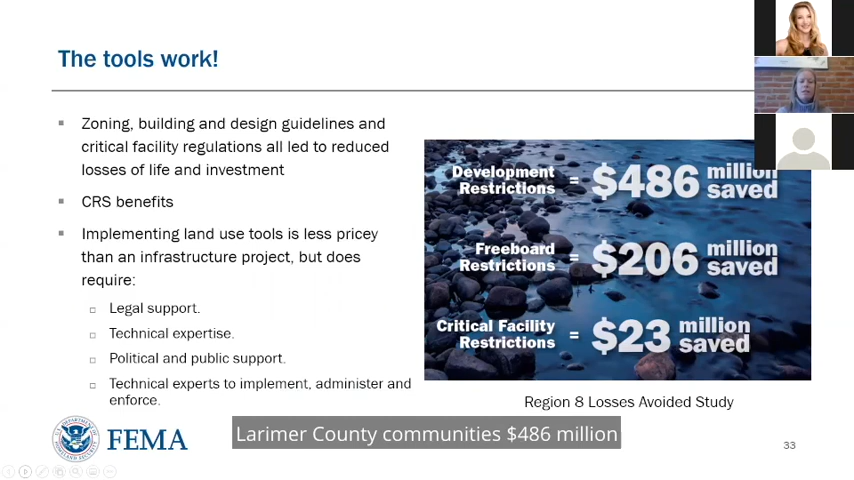 The tools work!
Zoning, building and design guidelines and
critical facility regulations all led to reduced
losses of life and investment
CRS benefits
Implementing land use tools is less pricey
than an infrastructure project, but does
require:
Legal support.
Technical expertise.
Political and public support.
Technical experts to implement, administer and
enforce.
Development
Restrictions
= $486 million
saved
Freeboard
Restrictions
= $206 million
saved
Critical Facility
Restrictions
= $23 million
saved
Region 8 Losses Avoided Study
FEMA
Larimer County communities $486 million
33